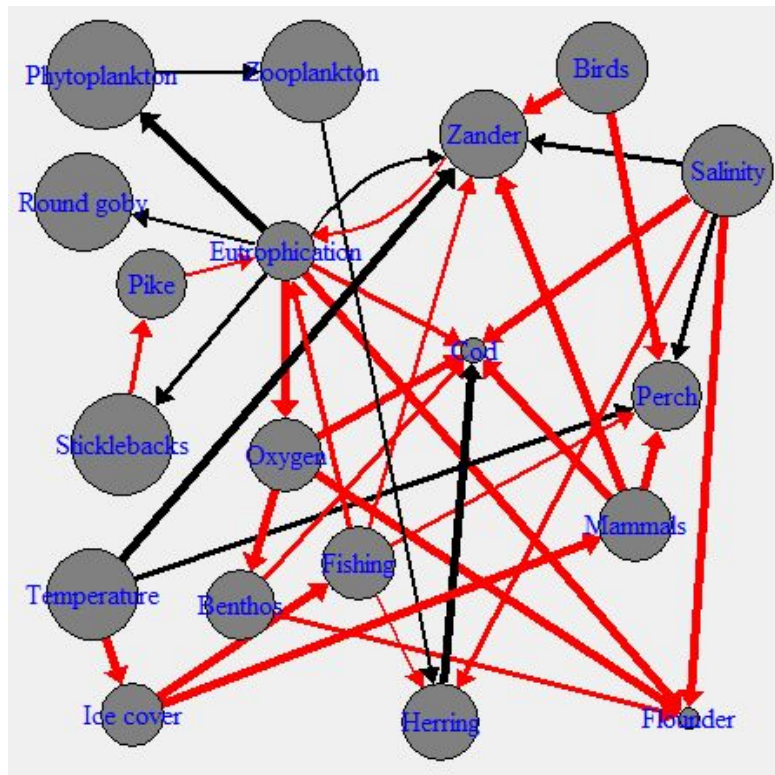 Birds
Phytoplankton
Zooplankton
Zander
Salinity
Round goby
Eutrophication
Pike
Cod
Perch
Sticklebacks
Oxygen
Mammals
Fishing
Temperature
Benthos
Ice cover
Herring
Flounder